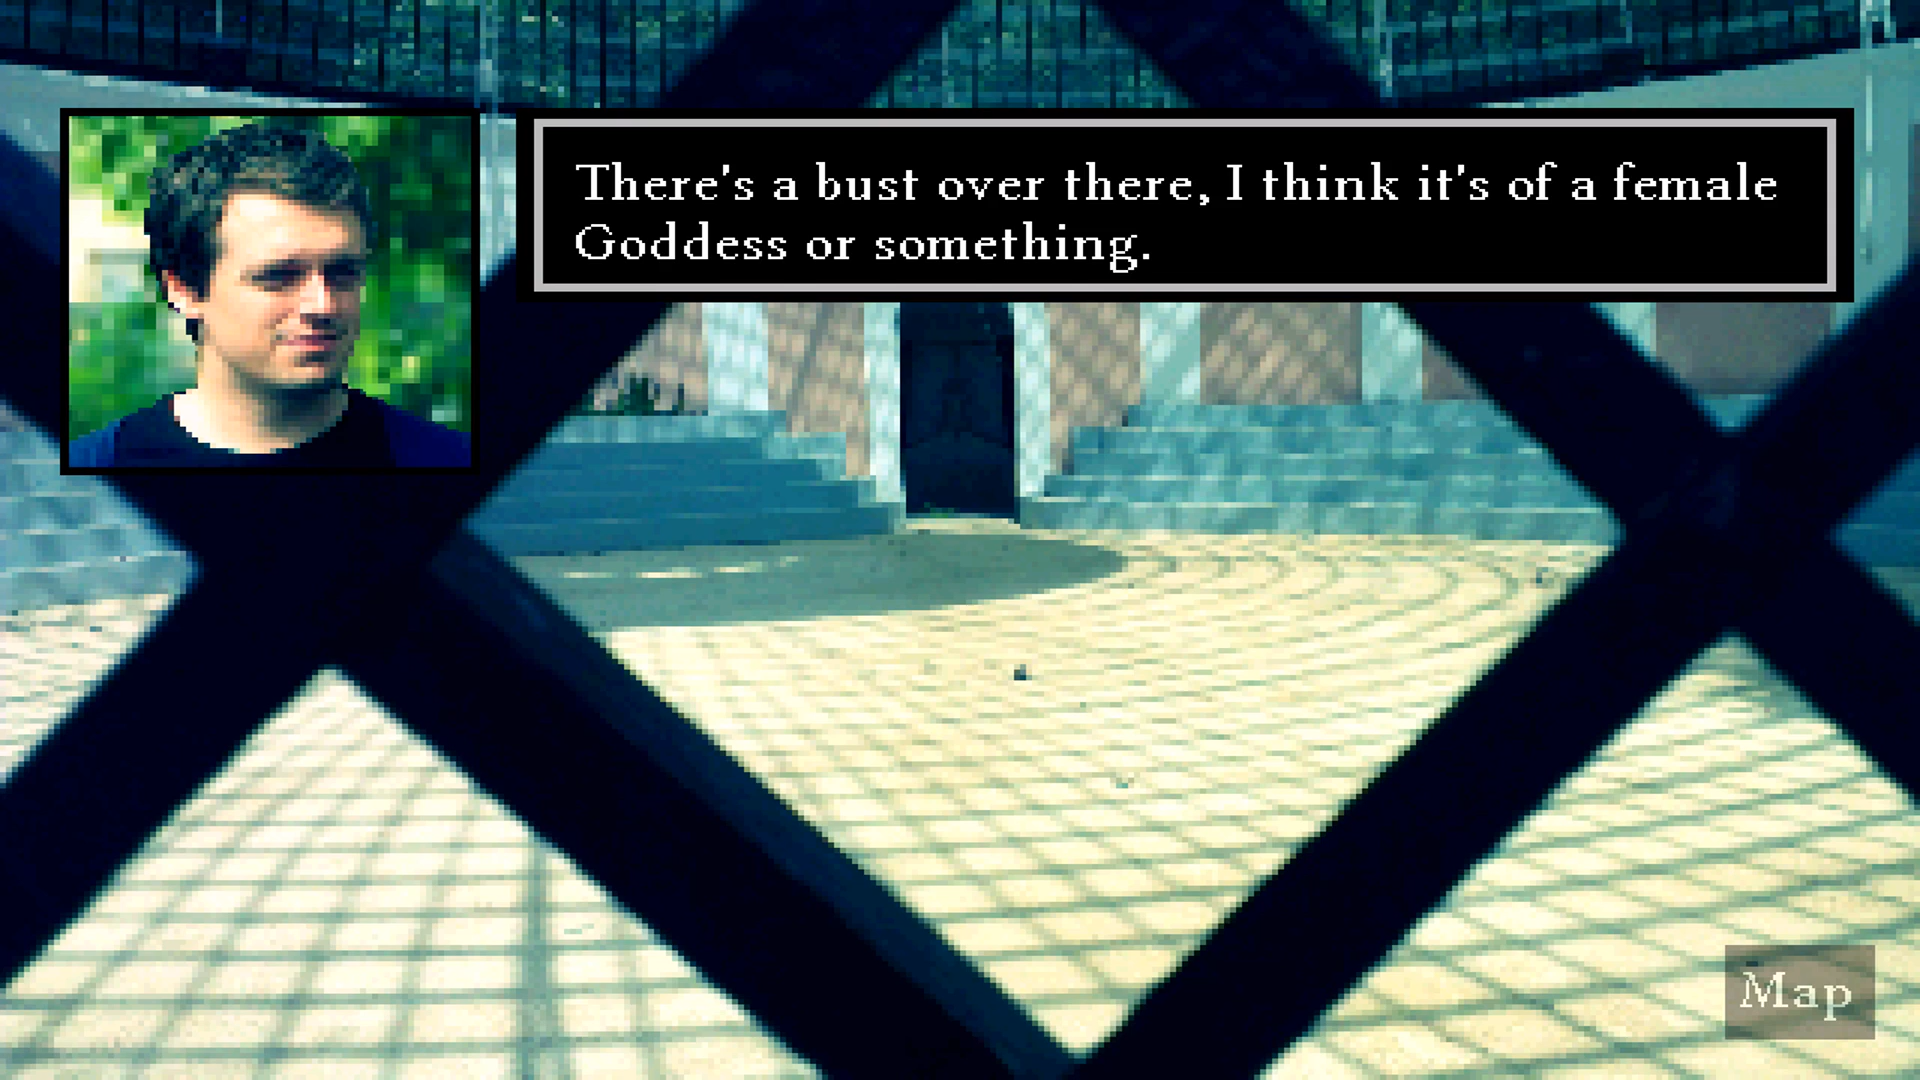 There's a bust over there, I think it's of a female
Goddess or something.
Map